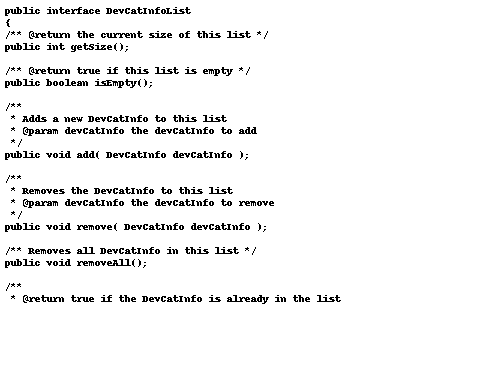 public interface DevCatInfoList
{
/** @return the current size of this list */
public int getSize();
/** @return true if this list is empty */
public boolean isEmpty();
/**
* Adds a new DevCatInfo to this list
* @param devCatInfo the devCatInfo to add
*/
public void add( DevCatInfo devCatInfo );
/**
* Removes the DevCatInfo to this list
* @param devCatInfo the devCatInfo to remove
*/
public void remove( DevCatInfo devCatInfo );
/** Removes all DevCatInfo in this list */
public void removeAll();
/**
* @return true if the DevCatInfo is already in the list